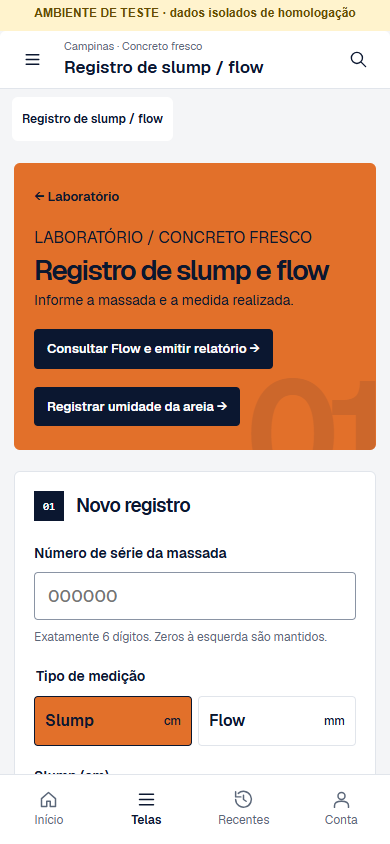 AMBIENTE DE TESTE · dados isolados de homologação
Campinas · Concreto fresco
Registro de slump / flow
Registro de slump / flow
← Laboratório
LABORATÓRIO / CONCRETO FRESCO
Registro de slump e flow
Informe a massada e a medida realizada.
Consultar Flow e emitir relatório →
Registrar umidade da areia →
01
01 Novo registro
Número de série da massada
000000
Exatamente 6 dígitos. Zeros à esquerda são mantidos.
Tipo de medição
Slump cm Flow mm
Slump (cm)
Início Telas Recentes Conta